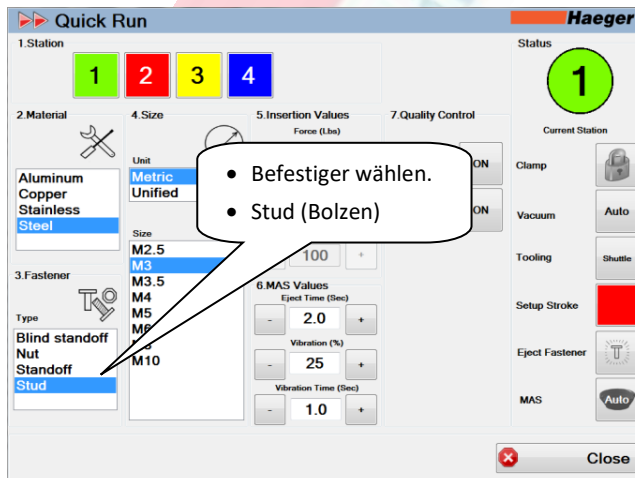 Quick Run
Haeger
1.Station
1 2 3 4
Status
1
Current Station
2.Material
Aluminum
Copper
Stainless
Steel
3.Fastener
Type
Blind standoff
Nut
Standoff
Stud
4.Size
Unit
Metric
Unified
Size
M2.5
M3
M3.5
M4
M5
M6
M10
5.Insertion Values
Force (Lbs)
100 +
6.MAS Values
Eject Time (Sec)
- 2.0 +
Vibration (%)
- 25 +
Vibration Time (Sec)
- 1.0 +
7.Quality Control
ON
ON
• Befestiger wählen.
• Stud (Bolzen)
Clamp
Vacuum Auto
Tooling Shuttle
Setup Stroke
Eject Fastener
MAS Auto
Close